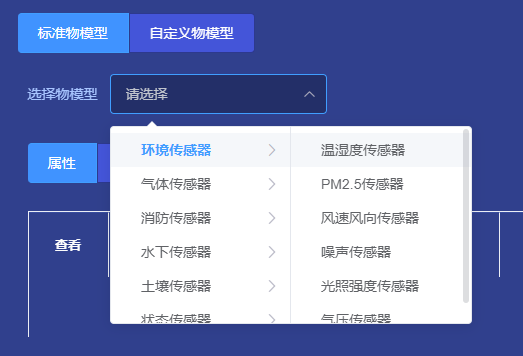 标准物模型 自定义物模型
选择物模型 请选择
属性
查看
环境传感器
气体传感器
消防传感器
水下传感器
土壤传感器
状态传感器
温湿度传感器
PM2.5传感器
风速风向传感器
噪声传感器
光照强度传感器
气压传感器